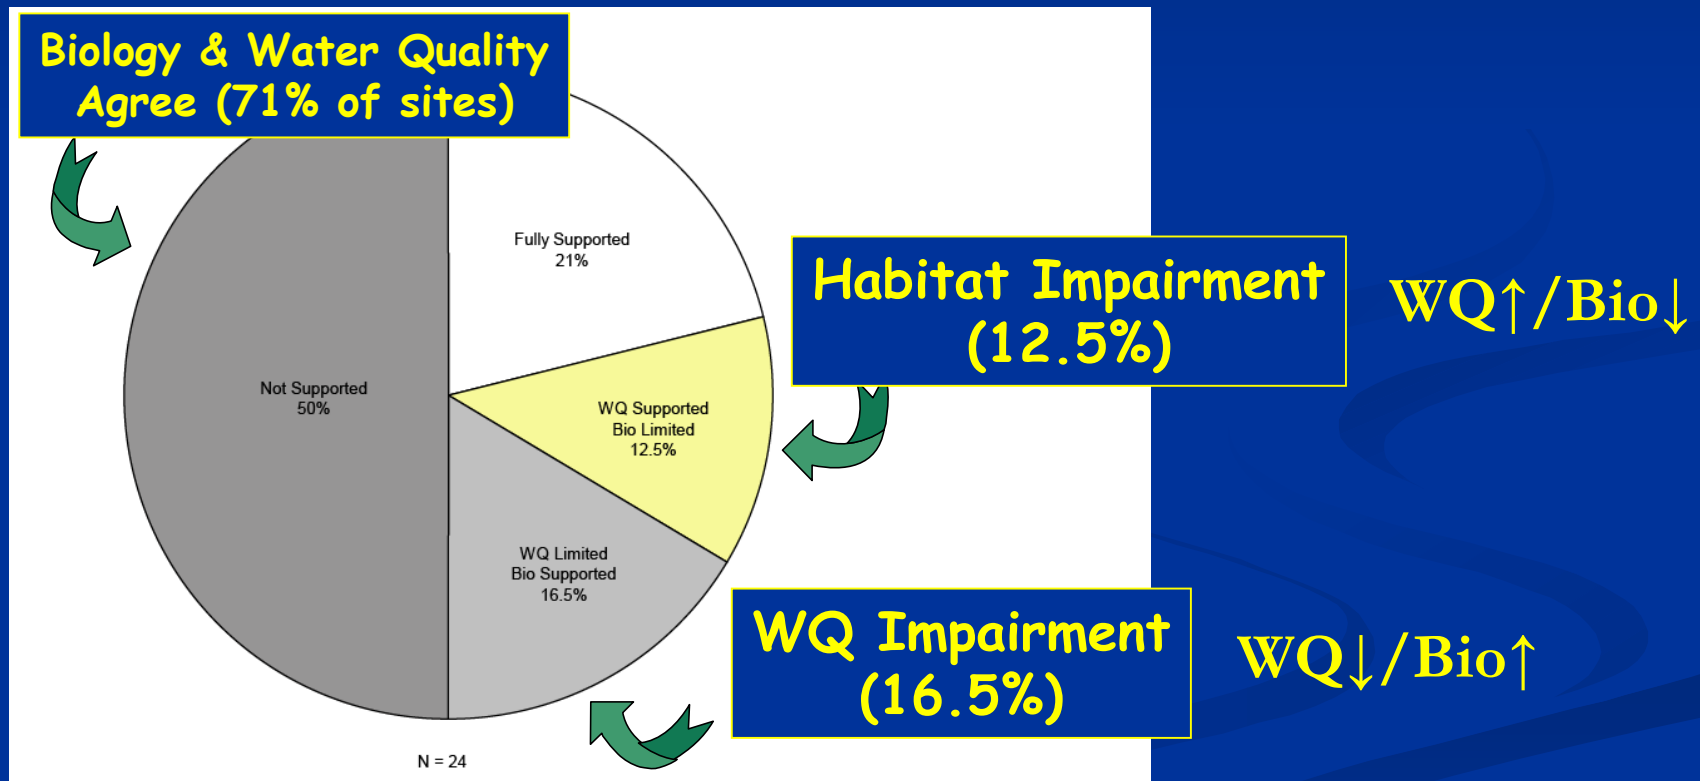 Biology & Water Quality
Agree (71% of sites)
Fully Supported
21%
Habitat Impairment
(12.5%)
WQ↑/Bio↓
Not Supported
50%
WQ Supported
Bio Limited
12.5%
WQ Limited
Bio Supported
16.5%
WQ Impairment
(16.5%)
WQ↓/Bio↑
N = 24